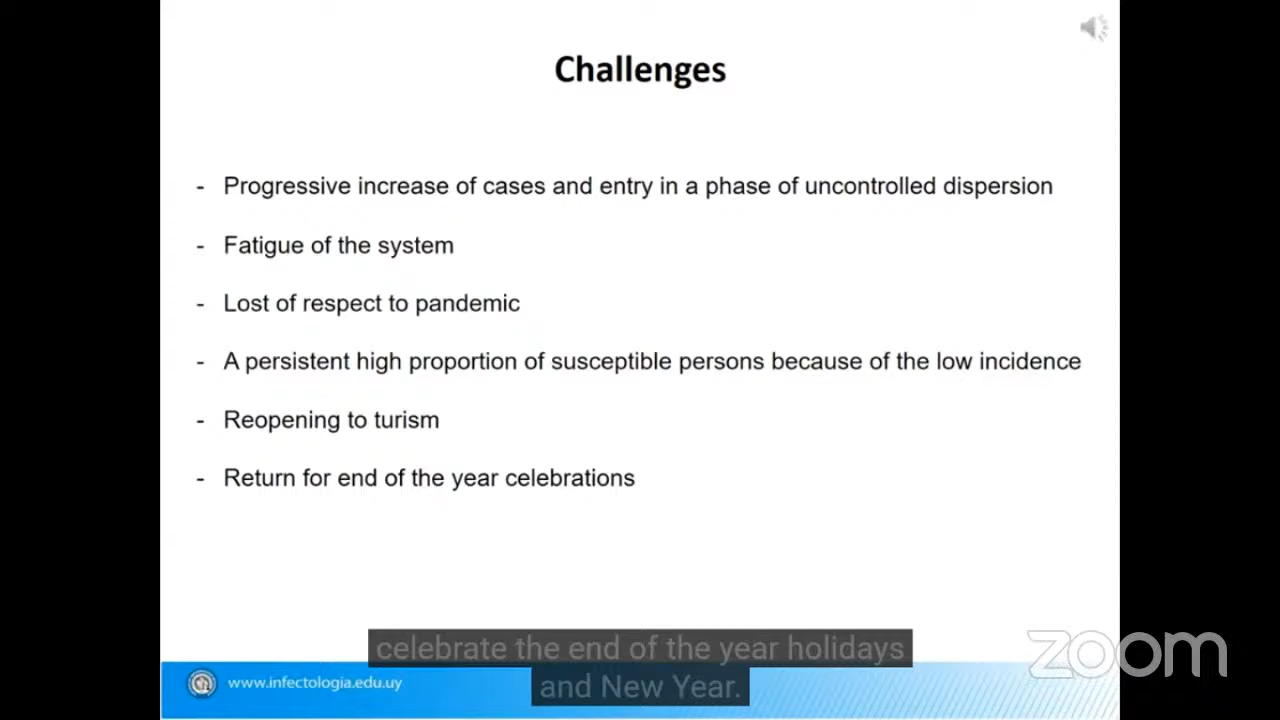 Challenges
- Progressive increase of cases and entry in a phase of uncontrolled dispersion
- Fatigue of the system
- Lost of respect to pandemic
- A persistent high proportion of susceptible persons because of the low incidence
- Reopening to turism
- Return for end of the year celebrations
celebrate the end of the year holidays
and New Year.
www.infectologia.edu.uy
zoom